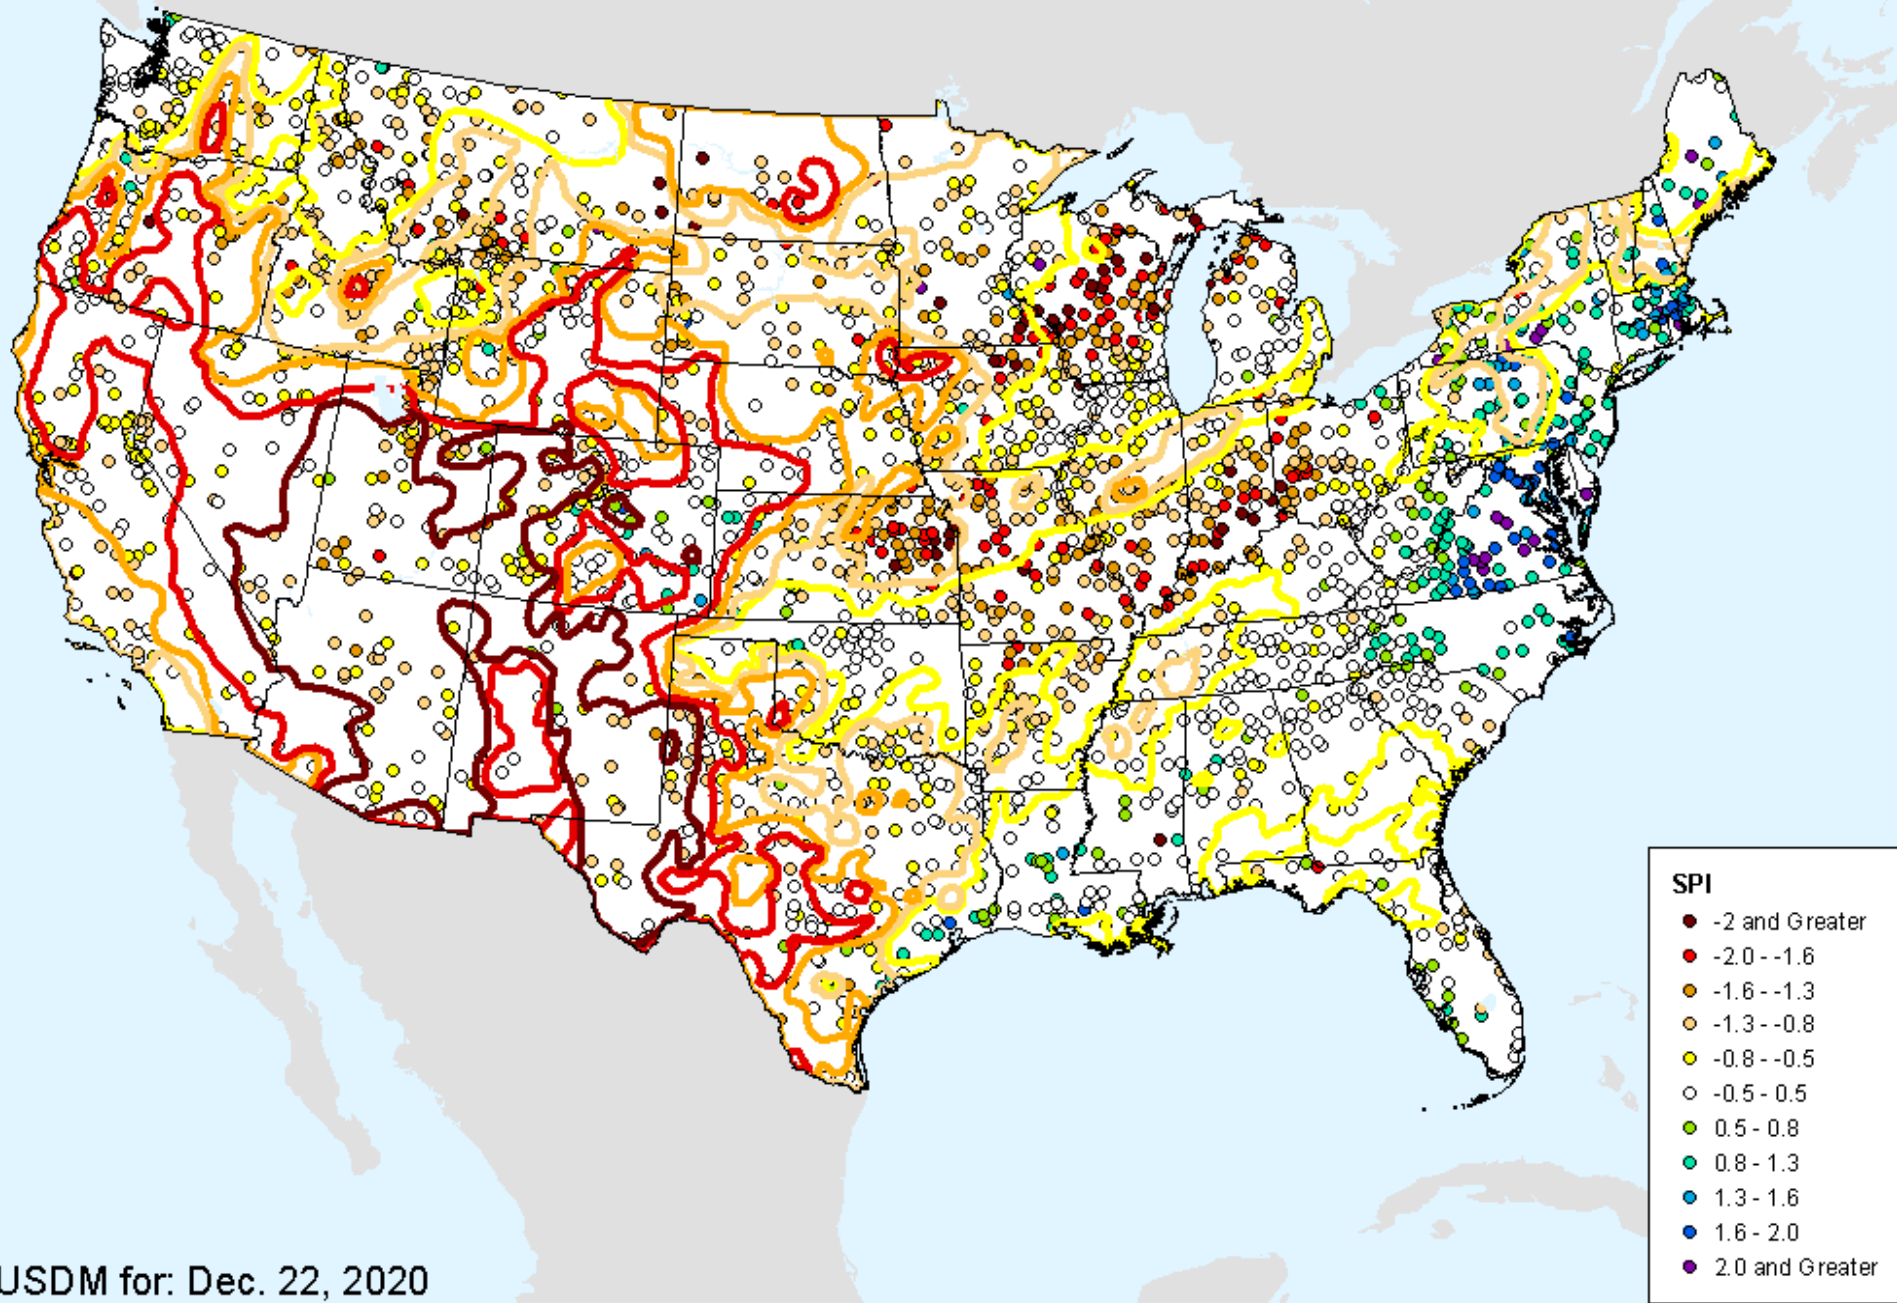 SPI
-2 and Greater
-2.0 - -1.6
-1.6 - -1.3
-1.3 - -0.8
-0.8 - -0.5
-0.5 - 0.5
0.5 - 0.8
0.8 - 1.3
1.3 - 1.6
1.6 - 2.0
2.0 and Greater
USDM for: Dec. 22, 2020